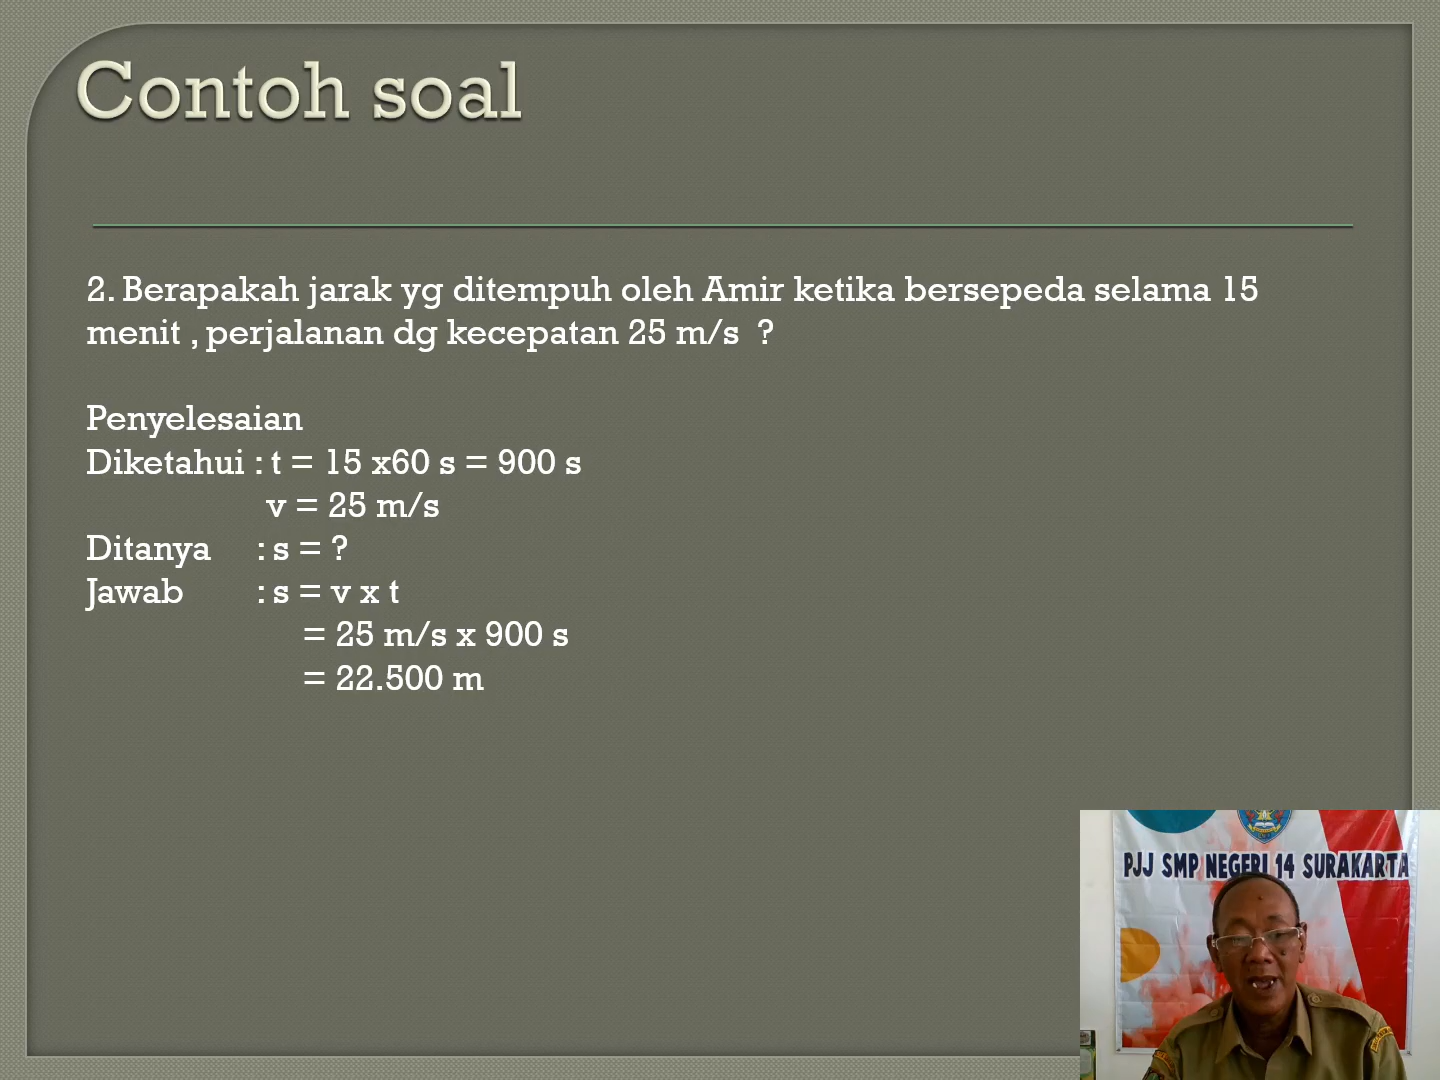 Contoh soal
2. Berapakah jarak yg ditempuh oleh Amir ketika bersepeda selama 15
menit , perjalanan dg kecepatan 25 m/s ?
Penyelesaian
Diketahui : t = 15 x60 s = 900 s
v = 25 m/s
Ditanya : s = ?
Jawab : s = v x t
= 25 m/s x 900 s
= 22.500 m
PJJ SMP NEGERI 14 SURAKARTA